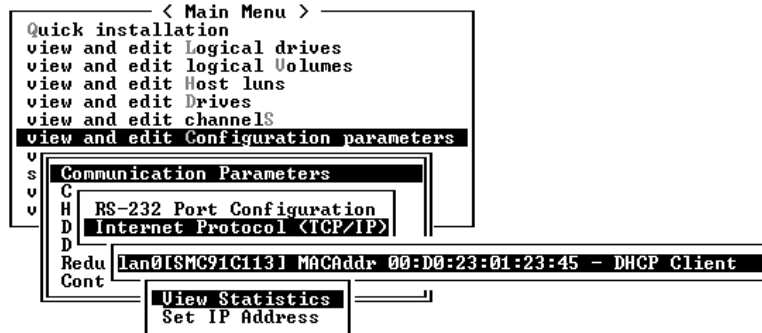 < Main Menu >
Quick installation
view and edit Logical drives
view and edit logical Volumes
view and edit Host luns
view and edit Drives
view and edit channelS
view and edit Configuration parameters
v
s Communication Parameters
v C
v H RS-232 Port Configuration
D Internet Protocol (TCP/IP)
D
Redu lan0[SMC91C113] MACAddr 00:D0:23:01:23:45 - DHCP Client
Cont
View Statistics
Set IP Address